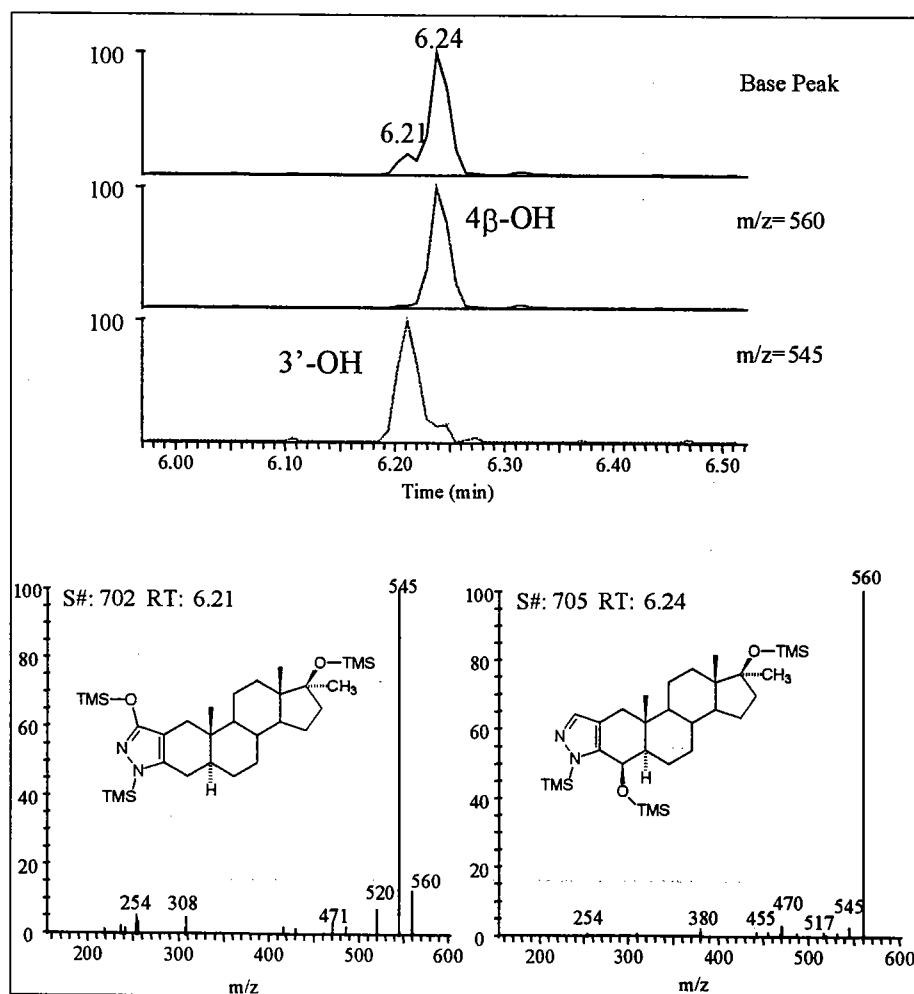 6.24
100
Base Peak
6.21
100
4β-OH
m/z=560
100
3'-OH
m/z=545
6.00 6.10 6.20 6.30 6.40 6.50
Time (min)
100
S#: 702 RT: 6.21
545
80
60
40
20
0
O—TMS
CH₃
TMS—O
N
N
TMS
H
254
308
471
520
560
200 300 400 500 600
m/z
100
S#: 705 RT: 6.24
560
80
60
40
20
0
O—TMS
CH₃
N
N
TMS
H
O
TMS
254
380
455
470
517
545
200 300 400 500 600
m/z